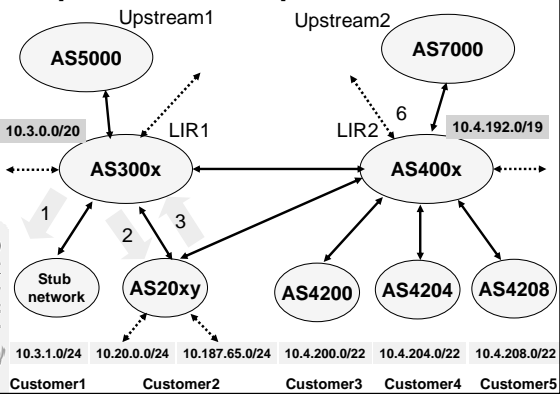 Upstream1 Upstream2
AS5000 AS7000
6
10.3.0.0/20 LIR1 LIR2 10.4.192.0/19
AS300x AS400x
1 2 3
Stub network AS20xy AS4200 AS4204 AS4208
10.3.1.0/24 10.20.0.0/24 10.187.65.0/24 10.4.200.0/22 10.4.204.0/22 10.4.208.0/22
Customer1 Customer2 Customer3 Customer4 Customer5